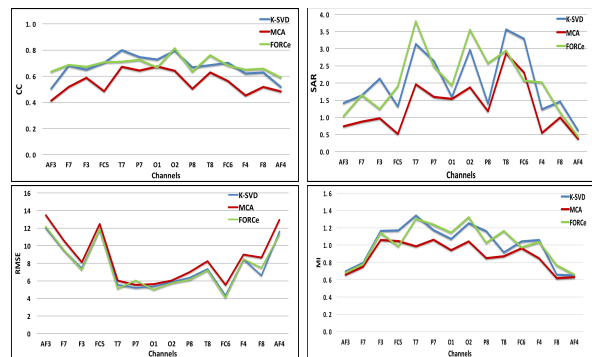 K-SVD
MCA
FORCe
CC
1.0
0.8
0.6
0.4
0.2
0.0
AF3 F7 F3 FC5 T7 P7 O1 O2 P8 T8 FC6 F4 F8 AF4
Channels
K-SVD
MCA
FORCe
SAR
4.0
3.5
3.0
2.5
2.0
1.5
1.0
0.5
0.0
AF3 F7 F3 FC5 T7 P7 O1 O2 P8 T8 FC6 F4 F8 AF4
Channels
K-SVD
MCA
FORCe
RMSE
16
14
12
10
8
6
4
2
0
AF3 F7 F3 FC5 T7 P7 O1 O2 P8 T8 FC6 F4 F8 AF4
Channels
K-SVD
MCA
FORCe
MI
1.6
1.4
1.2
1.0
0.8
0.6
0.4
0.2
0.0
AF3 F7 F3 FC5 T7 P7 O1 O2 P8 T8 FC6 F4 F8 AF4
Channels